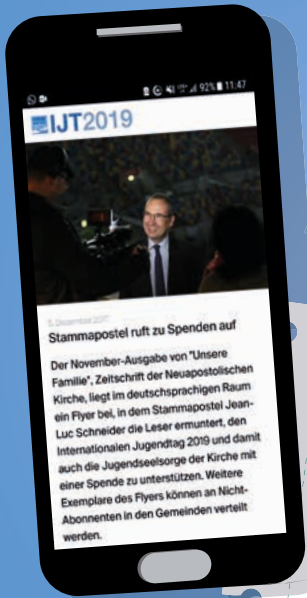 92% 11:47
IJT2019
5. Dezember 2017
Stammapostel ruft zu Spenden auf
Der November-Ausgabe von "Unsere
Familie", Zeitschrift der Neuapostolischen
Kirche, liegt im deutschsprachigen Raum
ein Flyer bei, in dem Stammapostel Jean-
Luc Schneider die Leser ermuntert, den
Internationalen Jugendtag 2019 und damit
auch die Jugendseelsorge der Kirche mit
einer Spende zu unterstützen. Weitere
Exemplare des Flyers können an Nicht-
Abonnenten in den Gemeinden verteilt
werden.